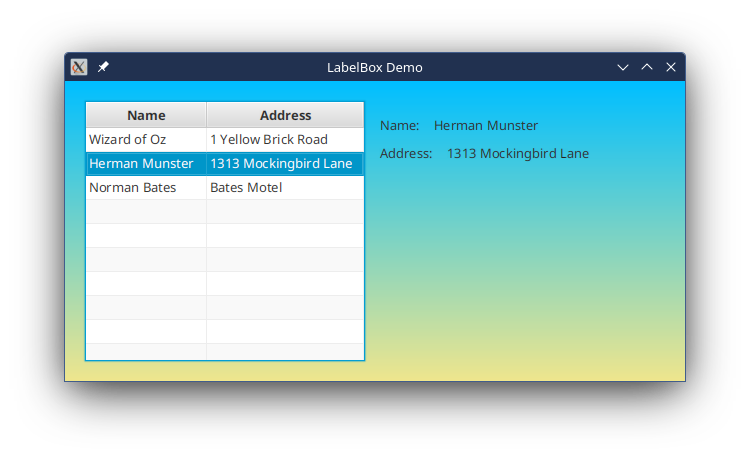 LabelBox Demo
Name Address
Wizard of Oz 1 Yellow Brick Road
Herman Munster 1313 Mockingbird Lane
Norman Bates Bates Motel
Name: Herman Munster
Address: 1313 Mockingbird Lane